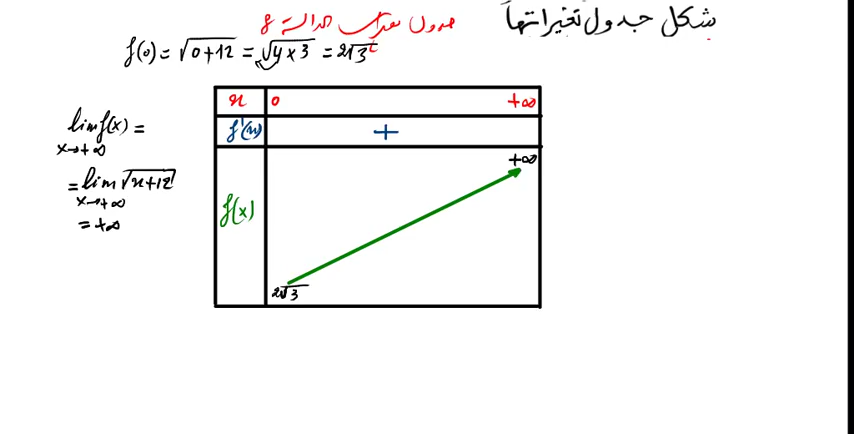 شكل جدول تغيراتها
جدول تغيرات الدالة f
f(0) = √0+12 = √4×3 = 2√3
x 0 +∞
f'(x) +
f(x) 2√3 +∞
lim f(x) =
x→+∞
= lim √x+12
x→+∞
= +∞